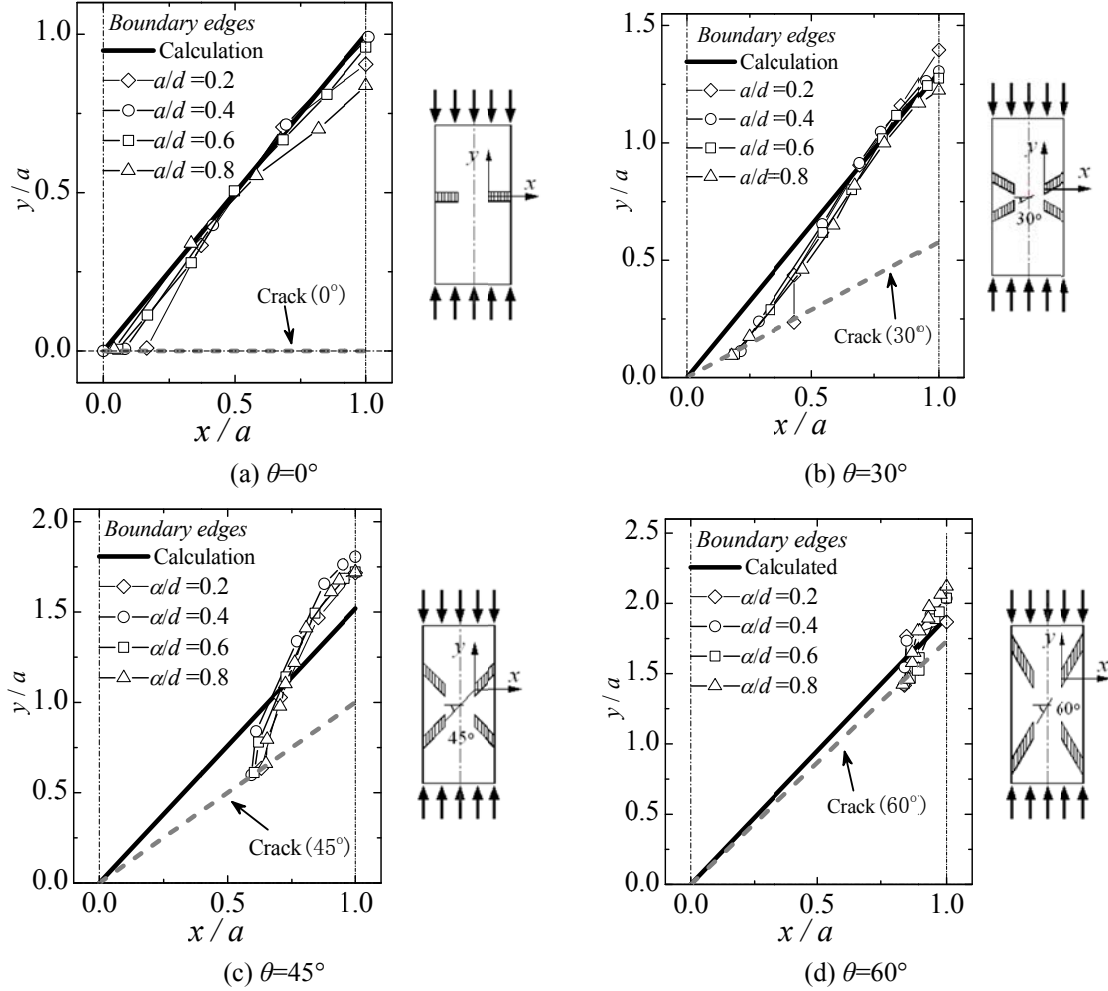 Boundary edges
Calculation
a/d =0.2
a/d =0.4
a/d =0.6
a/d =0.8
1.0
0.5
0.0
y/a
Crack (0°)
0.0 0.5 1.0
x / a
y
x
(a) θ=0°
Boundary edges
Calculation
a/d =0.2
a/d =0.4
a/d =0.6
a/d=0.8
1.5
1.0
0.5
0.0
y/a
Crack (30°)
0.0 0.5 1.0
x / a
y
x
30°
(b) θ=30°
Boundary edges
Calculation
α/d =0.2
α/d =0.4
α/d =0.6
α/d =0.8
2.0
1.5
1.0
0.5
0.0
y/a
Crack (45°)
0.0 0.5 1.0
x / a
y
x
45°
(c) θ=45°
Boundary edges
Calculated
α/d =0.2
α/d =0.4
α/d =0.6
α/d =0.8
2.5
2.0
1.5
1.0
0.5
0.0
y/a
Crack (60°)
0.0 0.5 1.0
x / a
y
x
60°
(d) θ=60°